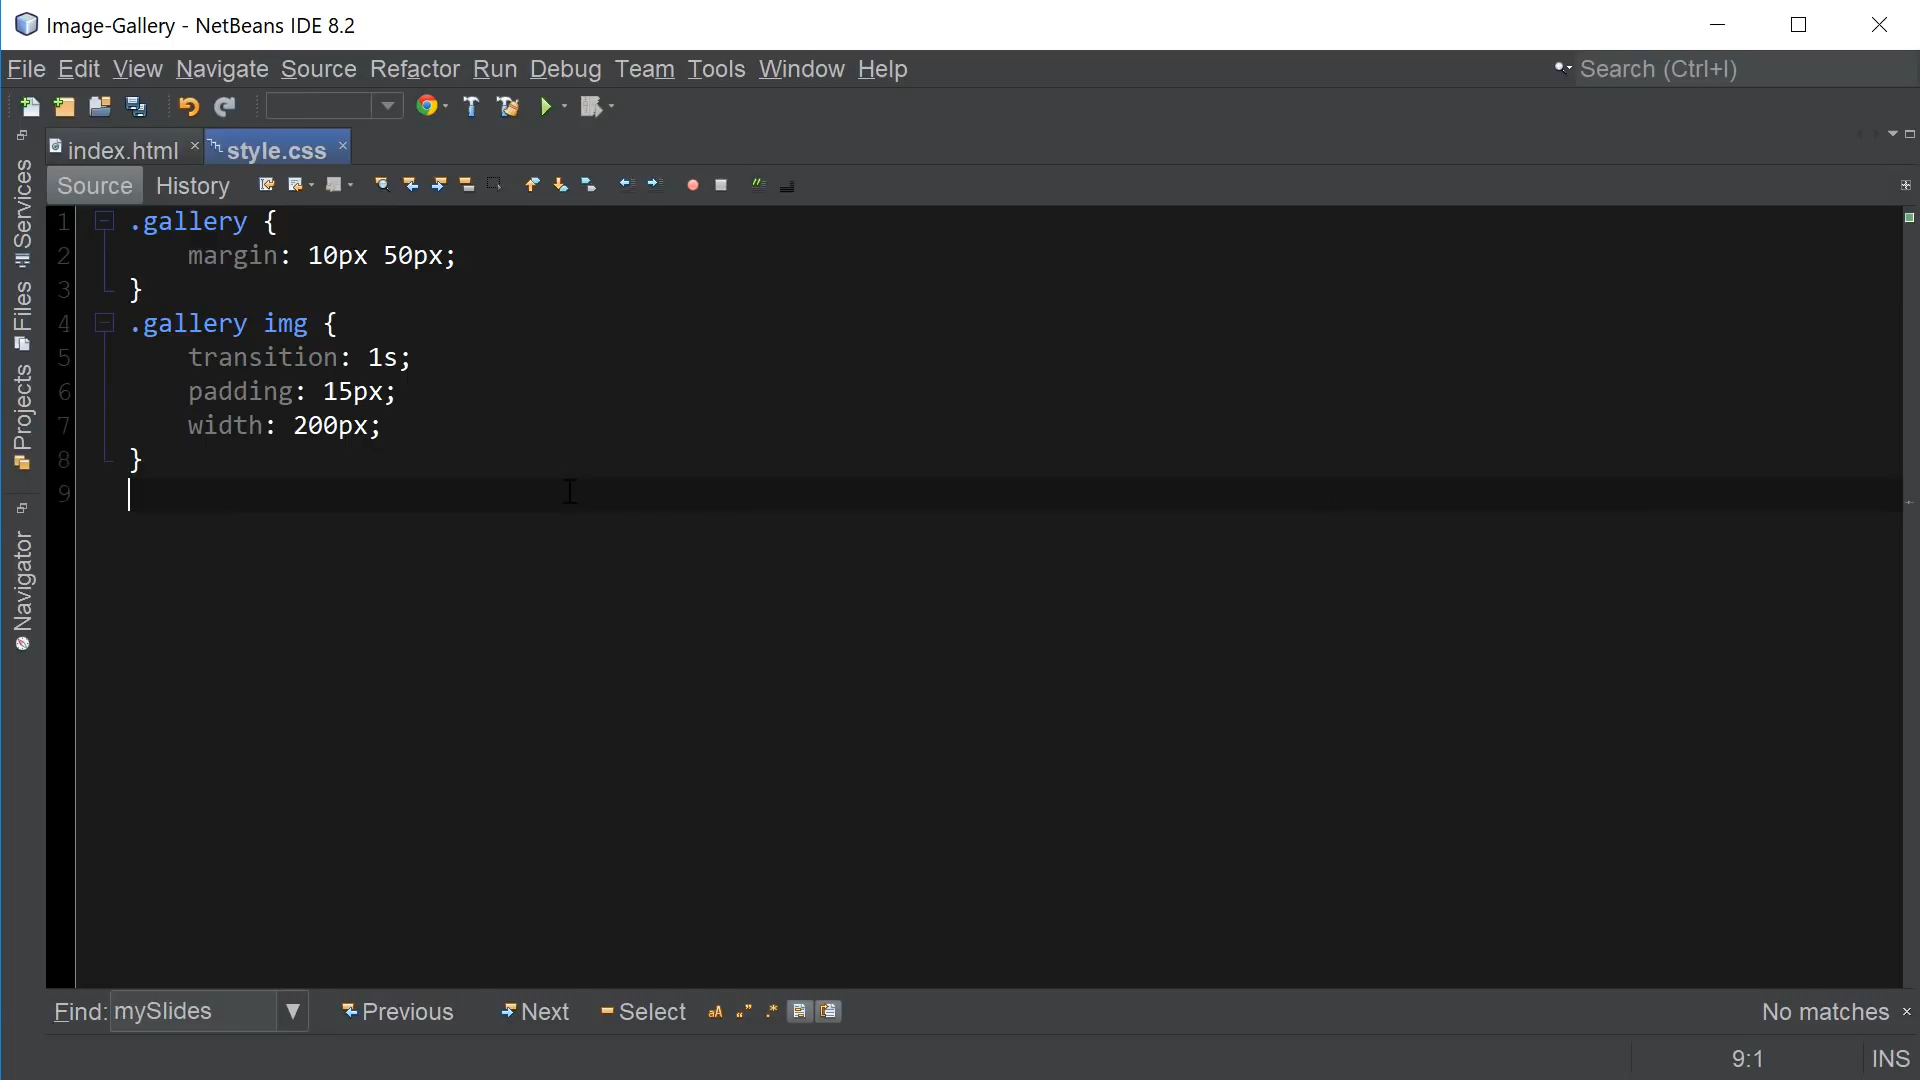 Image-Gallery - NetBeans IDE 8.2
File Edit View Navigate Source Refactor Run Debug Team Tools Window Help
Search (Ctrl+I)
index.html
style.css
Source History
Services
Files
Projects
Navigator
1 .gallery {
2 margin: 10px 50px;
3 }
4 .gallery img {
5 transition: 1s;
6 padding: 15px;
7 width: 200px;
8 }
9
Find: mySlides Previous Next Select No matches
9:1 INS